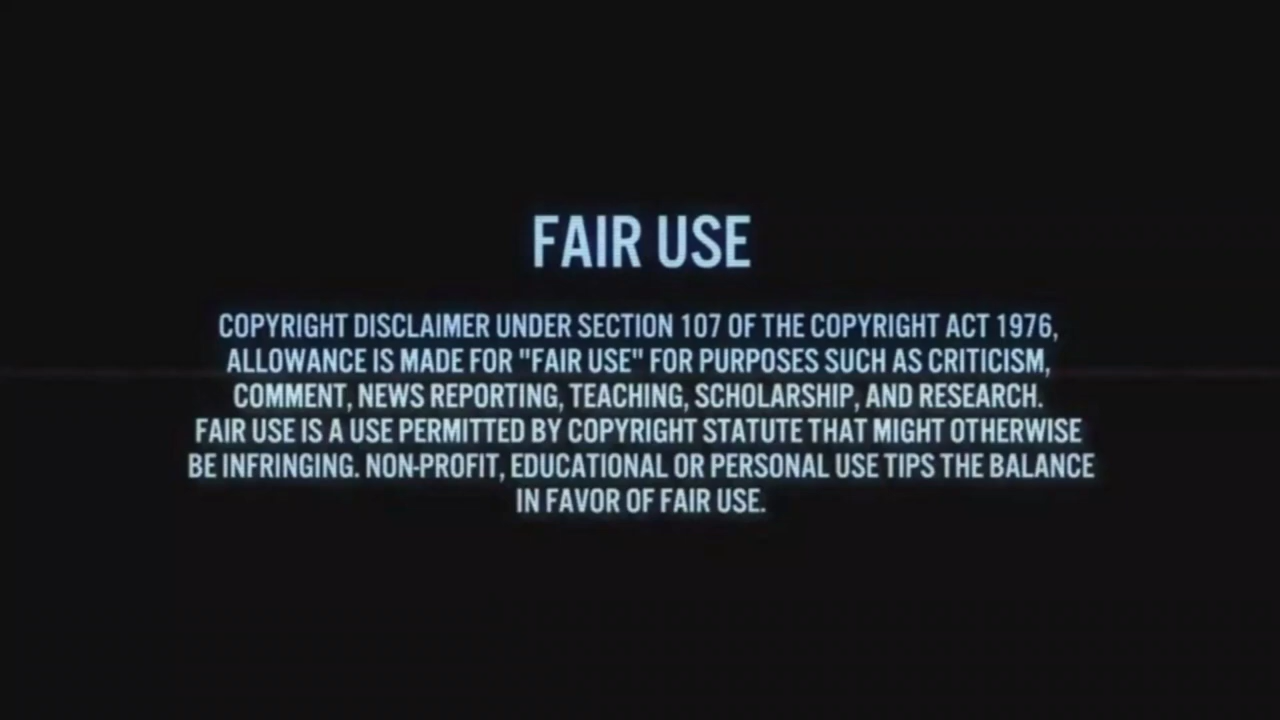 FAIR USE
COPYRIGHT DISCLAIMER UNDER SECTION 107 OF THE COPYRIGHT ACT 1976,
ALLOWANCE IS MADE FOR "FAIR USE" FOR PURPOSES SUCH AS CRITICISM,
COMMENT, NEWS REPORTING, TEACHING, SCHOLARSHIP, AND RESEARCH.
FAIR USE IS A USE PERMITTED BY COPYRIGHT STATUTE THAT MIGHT OTHERWISE
BE INFRINGING. NON-PROFIT, EDUCATIONAL OR PERSONAL USE TIPS THE BALANCE
IN FAVOR OF FAIR USE.